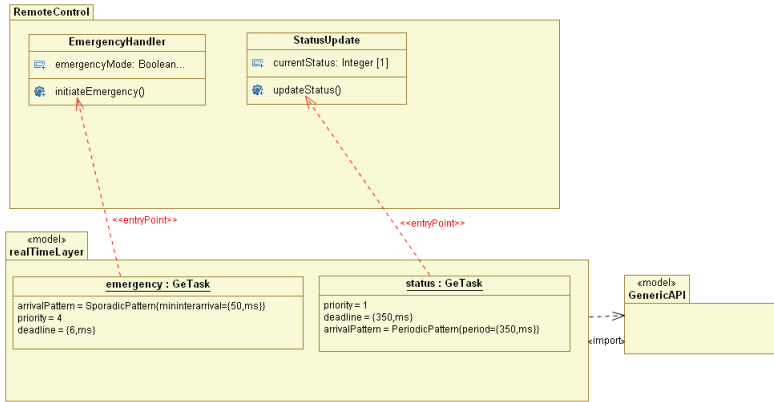 RemoteControl
EmergencyHandler
emergencyMode: Boolean...
initiateEmergency()
StatusUpdate
currentStatus: Integer [1]
updateStatus()
<<entryPoint>>
<<entryPoint>>
«model»
realTimeLayer
emergency : GeTask
arrivalPattern = SporadicPattern{mininterarrival={50,ms}}
priority = 4
deadline = {6,ms}
status : GeTask
priority = 1
deadline = {350,ms}
arrivalPattern = PeriodicPattern{period={350,ms}}
«model»
GenericAPI
«import»